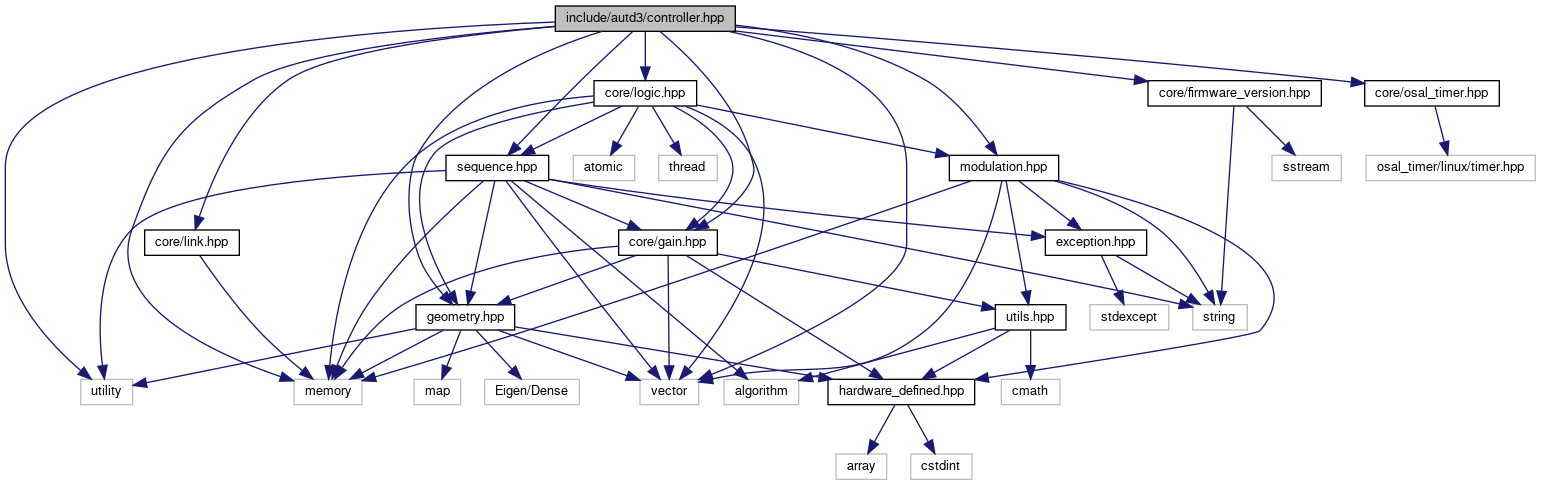 include/autd3/controller.hpp
core/logic.hpp
core/firmware_version.hpp
core/osal_timer.hpp
sequence.hpp
atomic
thread
modulation.hpp
sstream
osal_timer/linux/timer.hpp
core/link.hpp
core/gain.hpp
exception.hpp
geometry.hpp
utils.hpp
stdexcept
string
utility
memory
map
Eigen/Dense
vector
algorithm
hardware_defined.hpp
cmath
array
cstdint